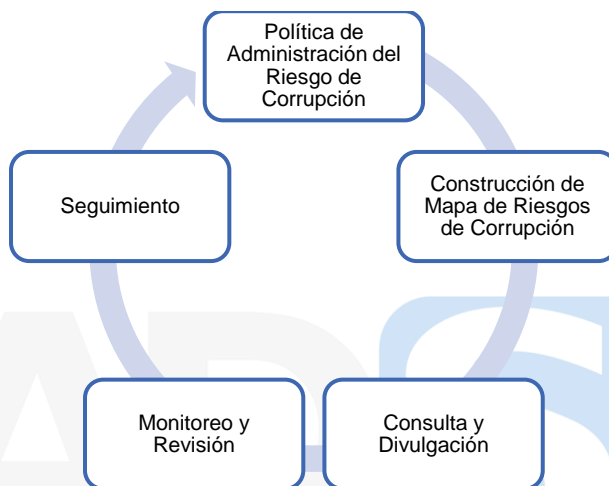 Política de
Administración del
Riesgo de
Corrupción
Construcción de
Mapa de Riesgos
de Corrupción
Consulta y
Divulgación
Monitoreo y
Revisión
Seguimiento